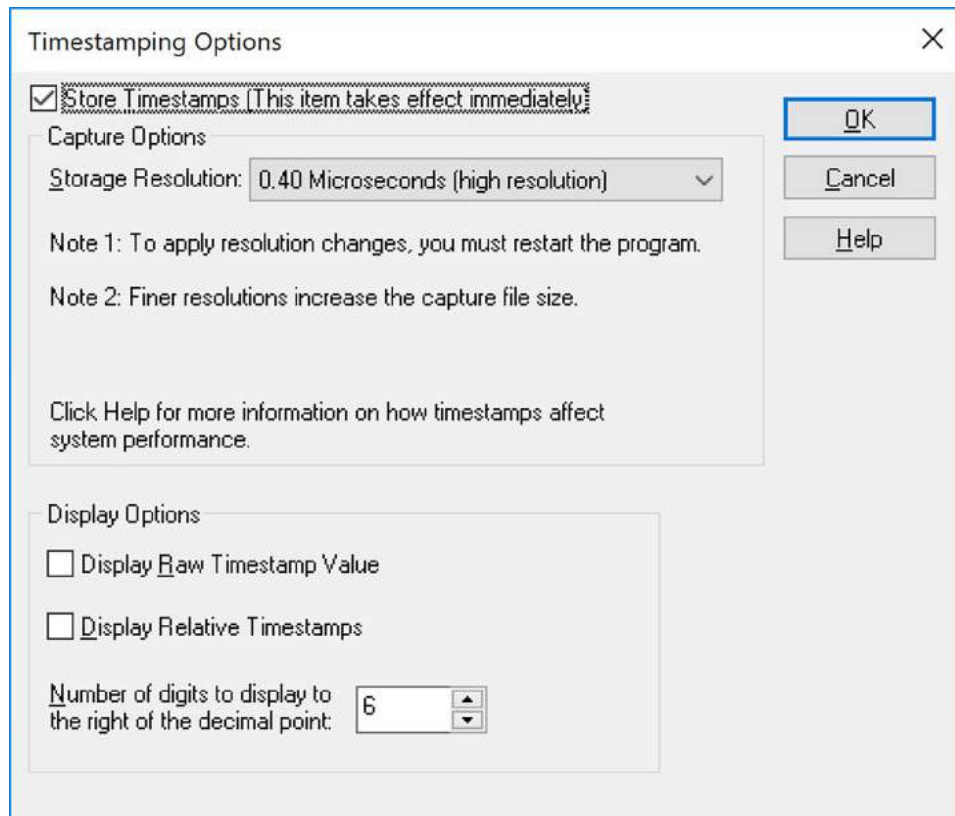 Timestamping Options
Store Timestamps (This item takes effect immediately)
OK
Capture Options
Storage Resolution: 0.40 Microseconds (high resolution)
Cancel
Note 1: To apply resolution changes, you must restart the program.
Help
Note 2: Finer resolutions increase the capture file size.
Click Help for more information on how timestamps affect
system performance.
Display Options
Display Raw Timestamp Value
Display Relative Timestamps
Number of digits to display to
the right of the decimal point: 6